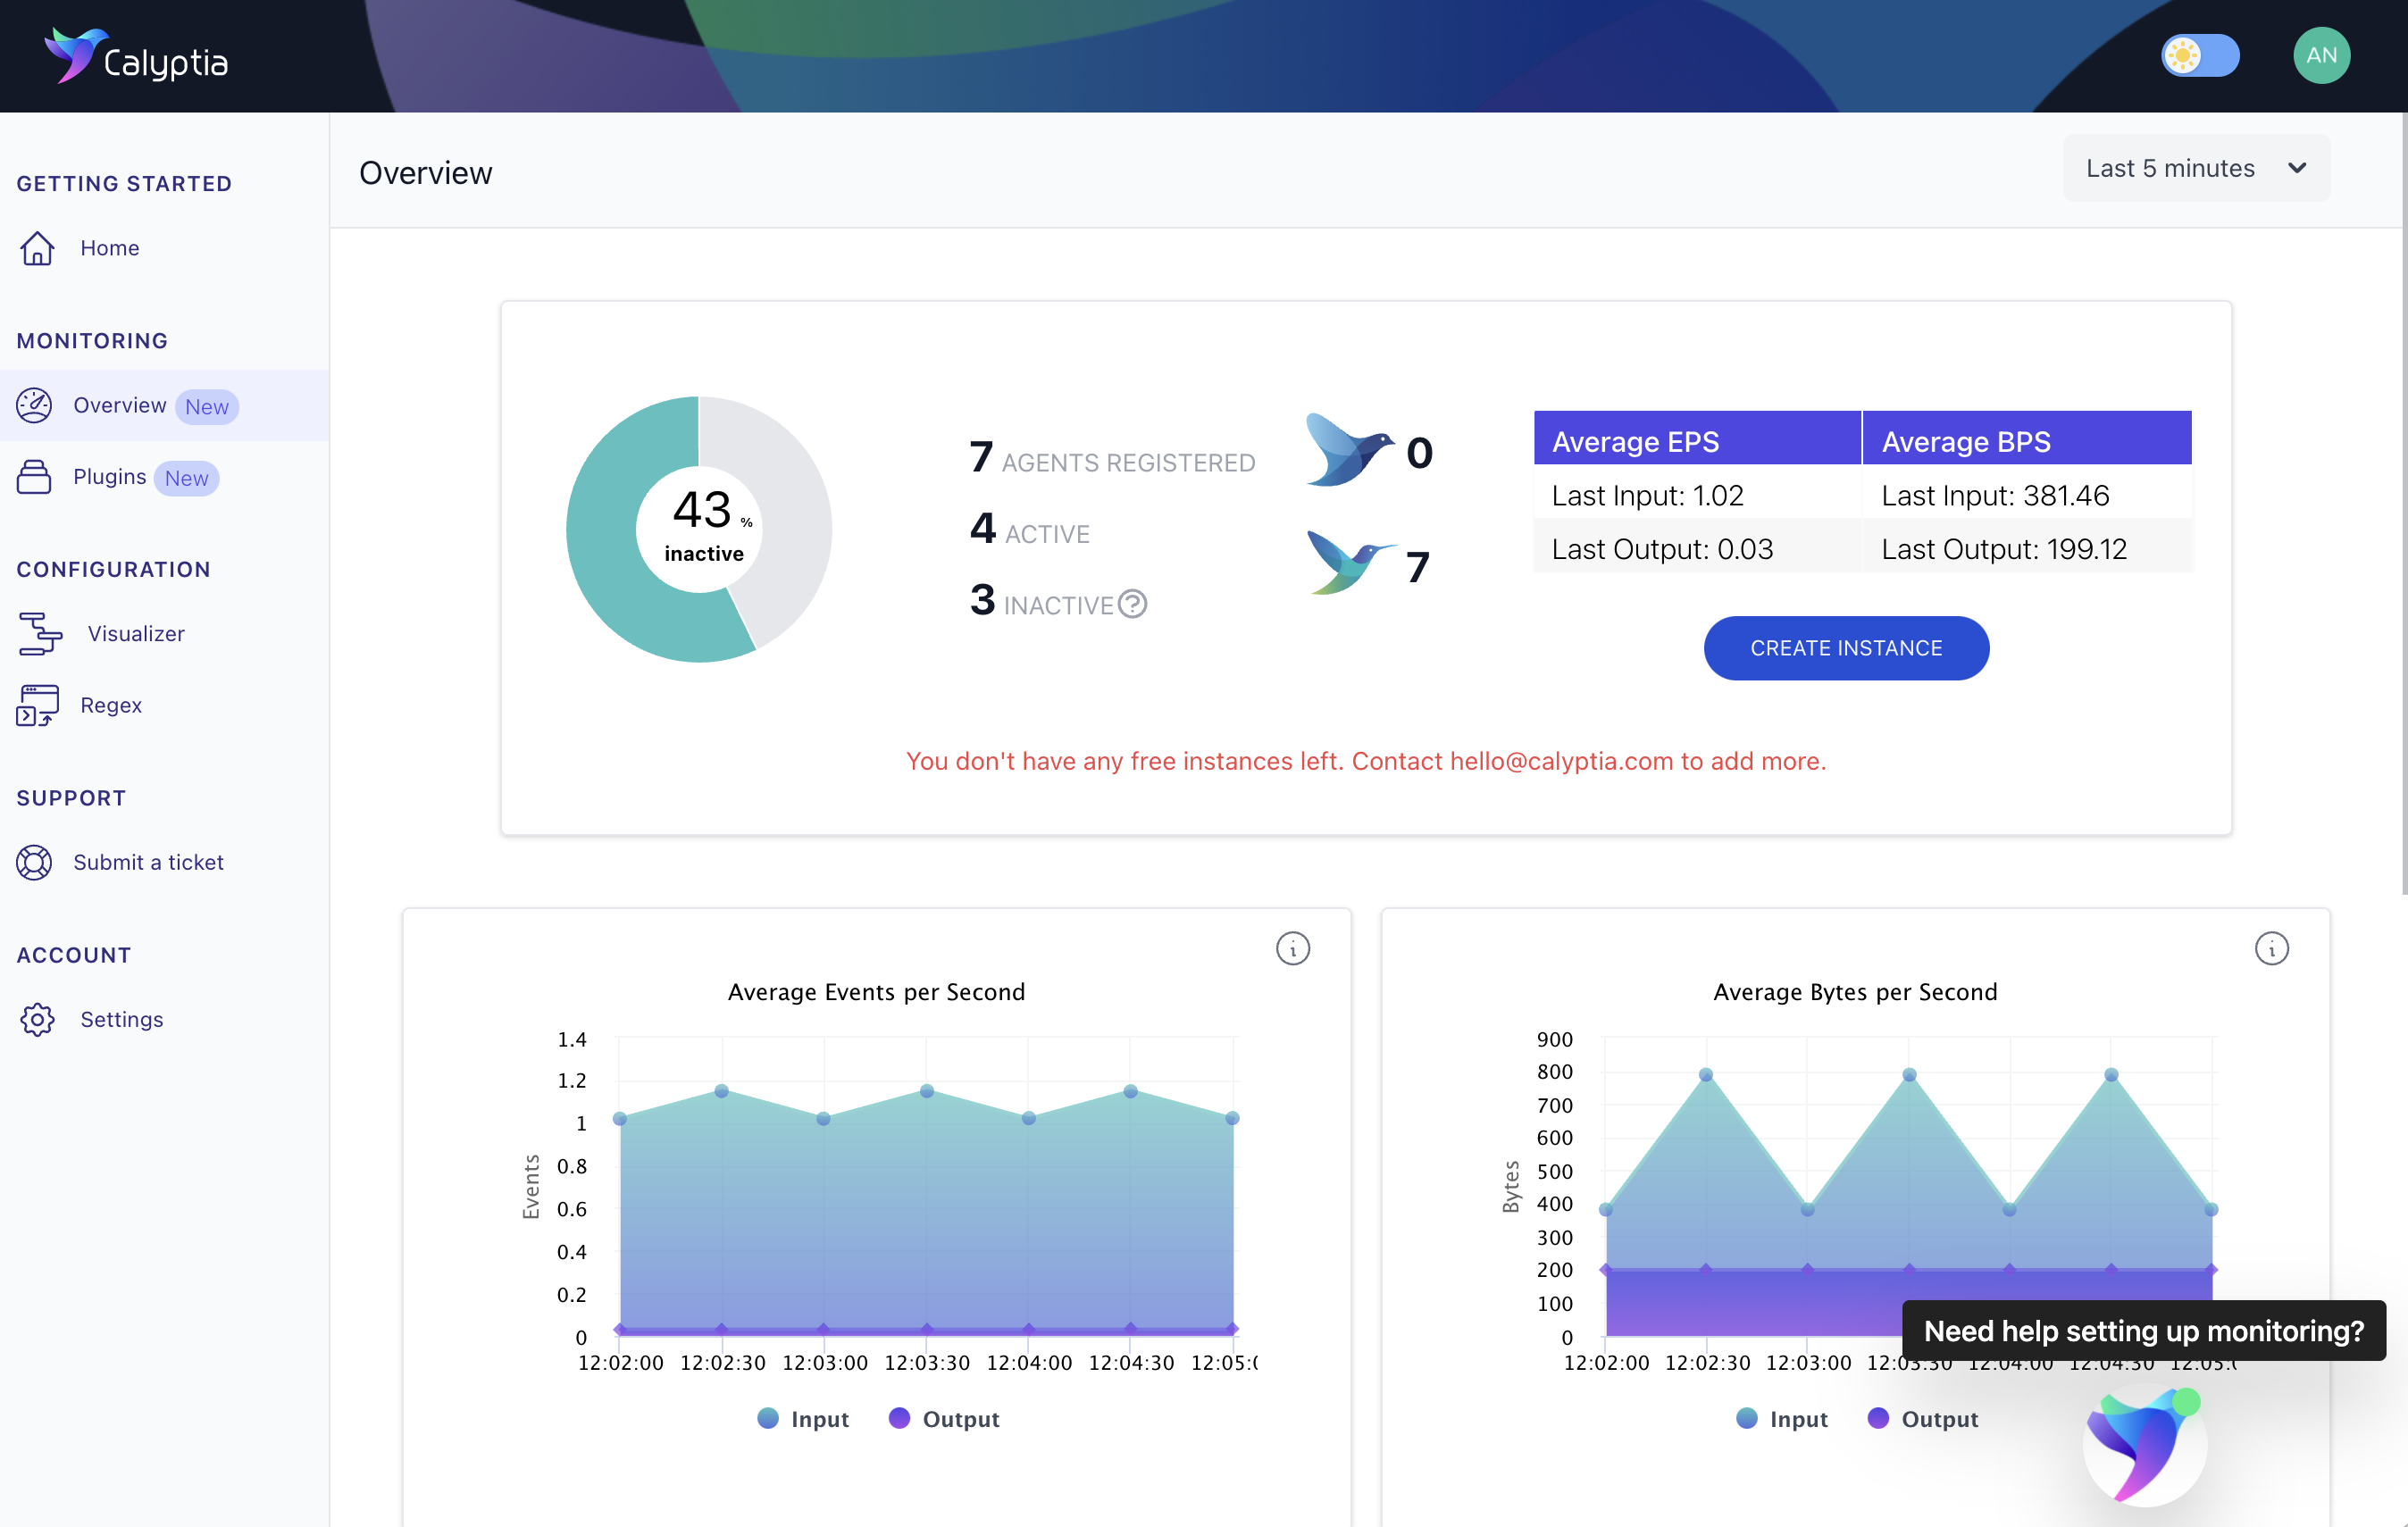 Calyptia
AN
GETTING STARTED
Home
MONITORING
Overview New
Plugins New
CONFIGURATION
Visualizer
Regex
SUPPORT
Submit a ticket
ACCOUNT
Settings
Overview
Last 5 minutes
43 %
inactive
7 AGENTS REGISTERED
4 ACTIVE
3 INACTIVE ?
0
7
Average EPS Average BPS
Last Input: 1.02 Last Input: 381.46
Last Output: 0.03 Last Output: 199.12
CREATE INSTANCE
You don't have any free instances left. Contact hello@calyptia.com to add more.
i
Average Events per Second
Events
1.4
1.2
1
0.8
0.6
0.4
0.2
0
12:02:00 12:02:30 12:03:00 12:03:30 12:04:00 12:04:30 12:05:0
Input Output
i
Average Bytes per Second
Bytes
900
800
700
600
500
400
300
200
100
0
12:02:00 12:02:30 12:03:00 12:03:30 12:04:00 12:04:30 12:05:0
Input Output
Need help setting up monitoring?